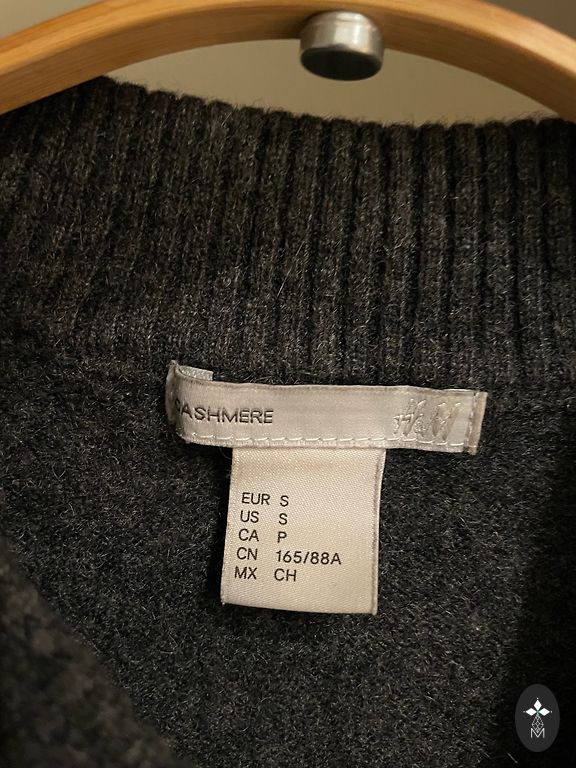 CASHMERE H&M
EUR S
US S
CA P
CN 165/88A
MX CH
M